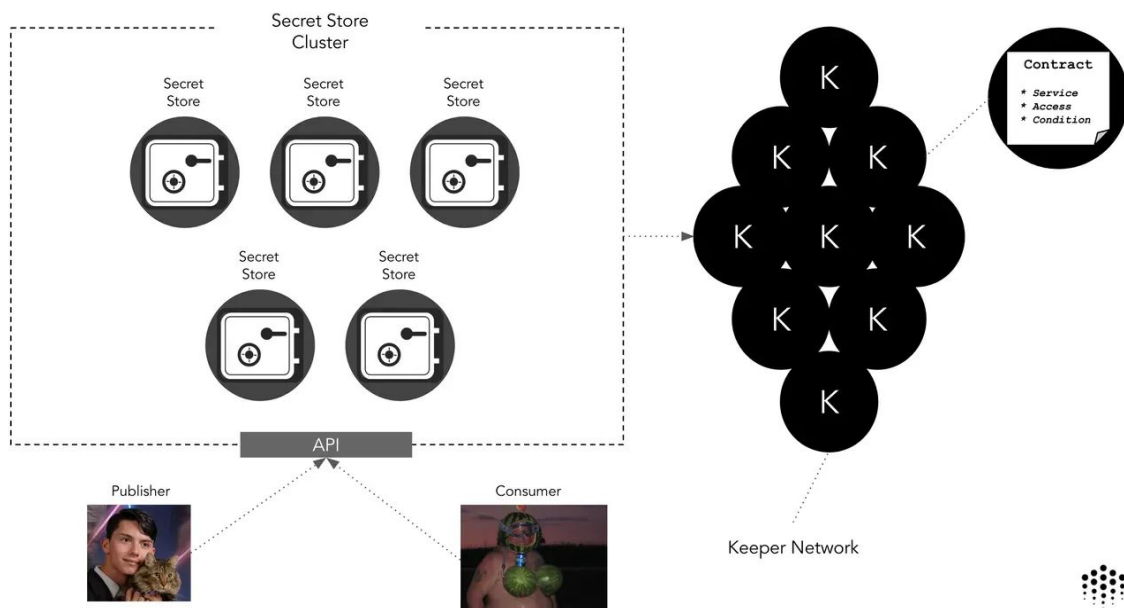 Secret Store
Cluster
Secret
Store
Secret
Store
Secret
Store
Secret
Store
Secret
Store
API
Publisher
Consumer
K
K
K
K
K
K
K
K
K
Keeper Network
Contract
* Service
* Access
* Condition